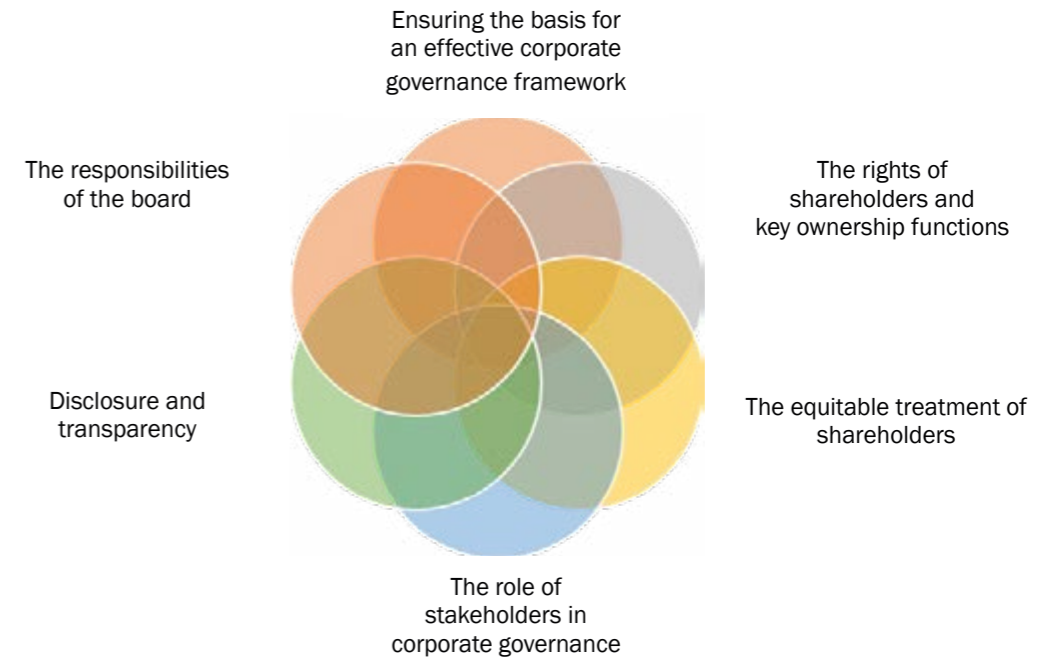 Ensuring the basis for
an effective corporate
governance framework
The responsibilities
of the board
The rights of
shareholders and
key ownership functions
Disclosure and
transparency
The equitable treatment of
shareholders
The role of
stakeholders in
corporate governance